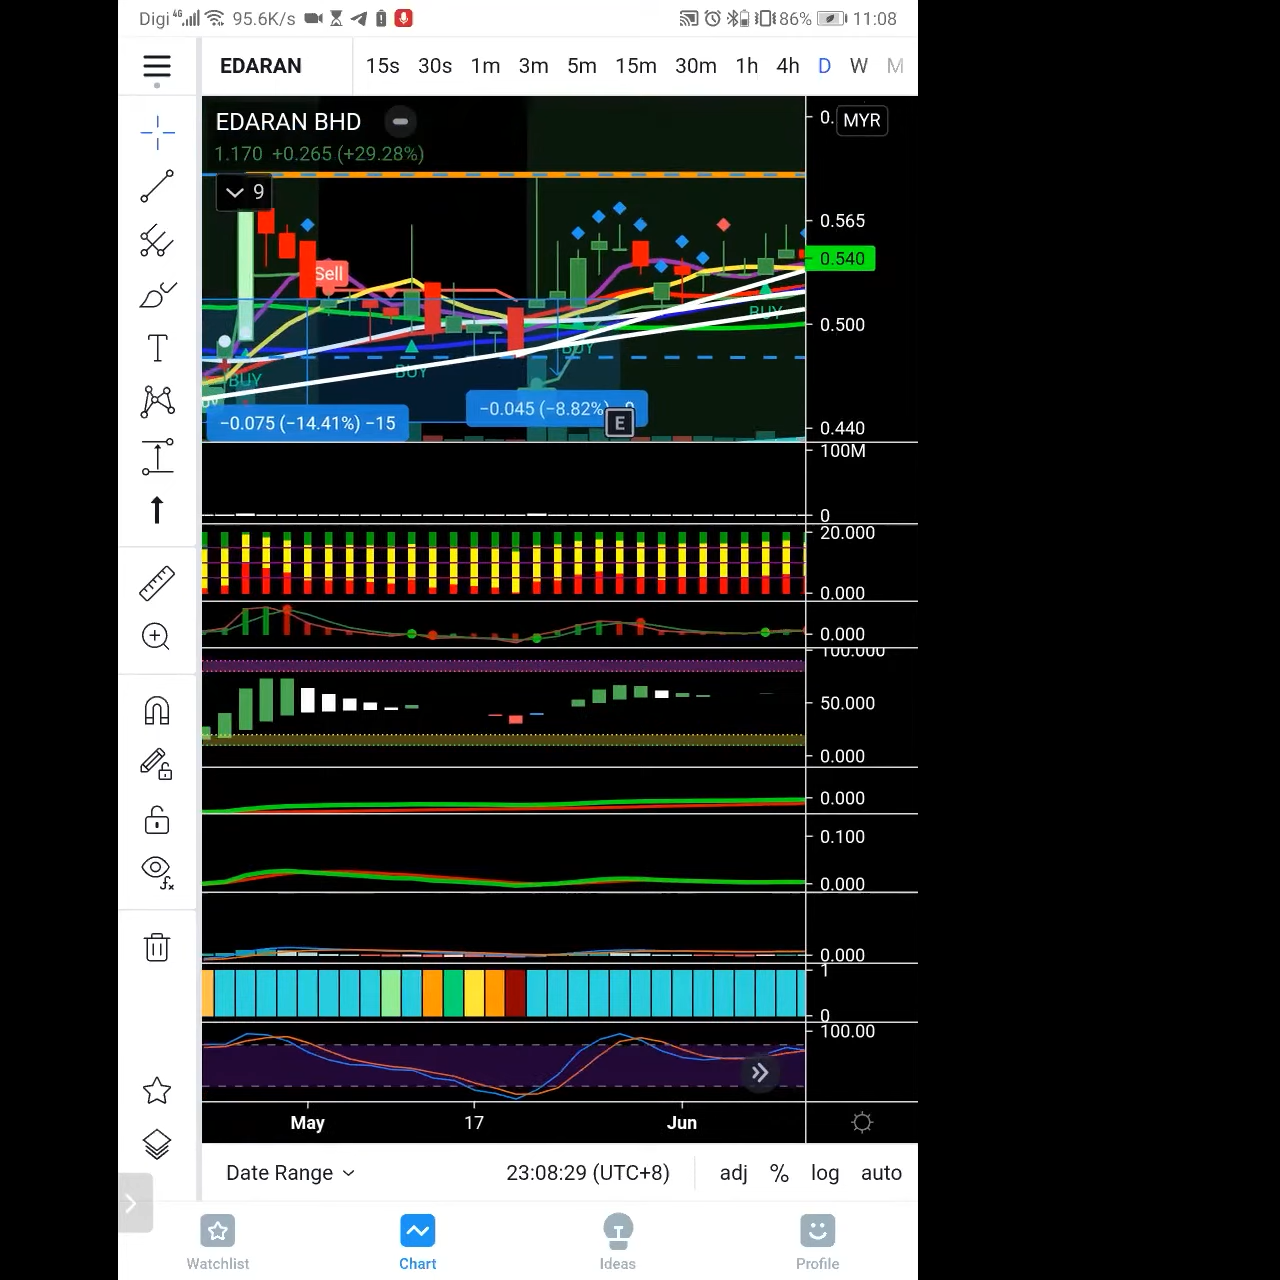 Digi 4G 95.6K/s 86% 11:08
EDARAN 15s 30s 1m 3m 5m 15m 30m 1h 4h D W M
EDARAN BHD
0. MYR
1.170 +0.265 (+29.28%)
9
0.565
Sell
0.540
0.500
BUY
BUY
BUY
BUY
−0.075 (−14.41%) −15
−0.045 (−8.82%)
E
0.440
100M
0
20.000
0.000
0.000
100.000
50.000
0.000
0.000
0.100
0.000
0.000
1
0
100.00
May 17 Jun
Date Range 23:08:29 (UTC+8) adj % log auto
Watchlist Chart Ideas Profile